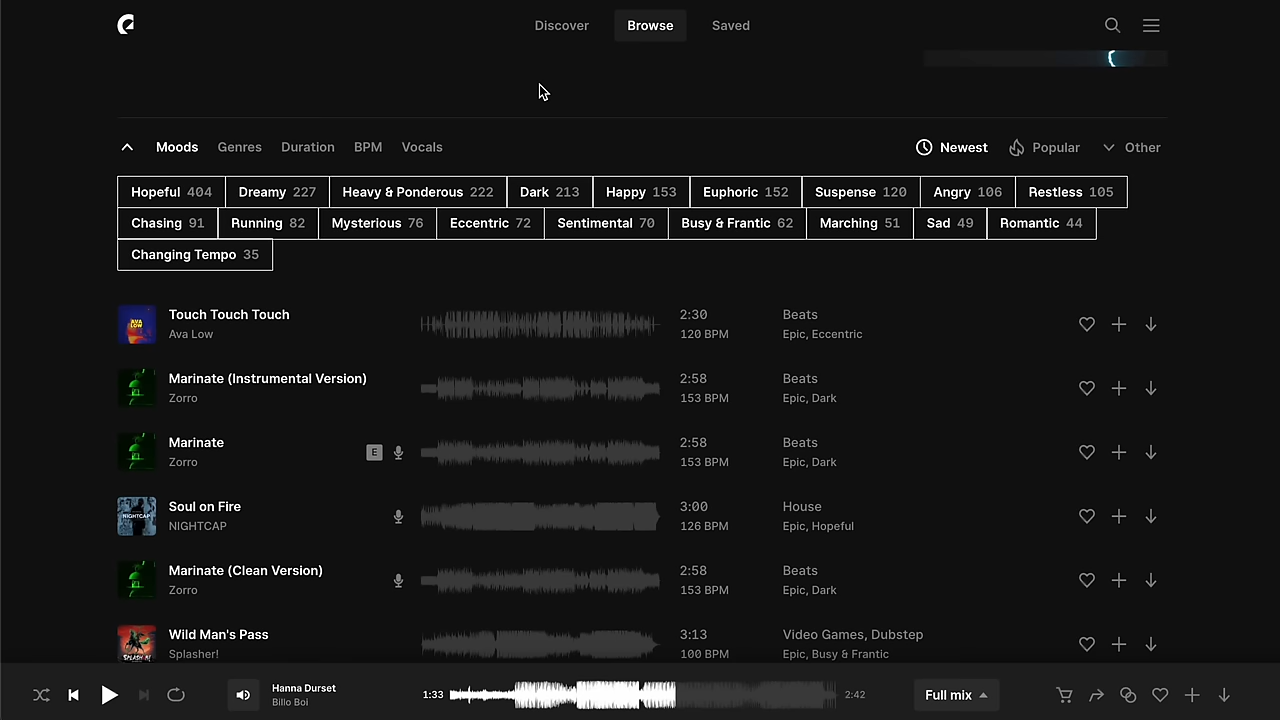 Discover Browse Saved
Moods Genres Duration BPM Vocals Newest Popular Other
Hopeful 404 Dreamy 227 Heavy & Ponderous 222 Dark 213 Happy 153 Euphoric 152 Suspense 120 Angry 106 Restless 105
Chasing 91 Running 82 Mysterious 76 Eccentric 72 Sentimental 70 Busy & Frantic 62 Marching 51 Sad 49 Romantic 44
Changing Tempo 35
AVA LOW
Touch Touch Touch 2:30 Beats
Ava Low 120 BPM Epic, Eccentric
Marinate (Instrumental Version) 2:58 Beats
Zorro 153 BPM Epic, Dark
Marinate E 2:58 Beats
Zorro 153 BPM Epic, Dark
NIGHTCAP
Soul on Fire 3:00 House
NIGHTCAP 126 BPM Epic, Hopeful
Marinate (Clean Version) 2:58 Beats
Zorro 153 BPM Epic, Dark
Wild Man's Pass 3:13 Video Games, Dubstep
SPLASHER! Splasher! 100 BPM Epic, Busy & Frantic
Hanna Durset 1:33 2:42 Full mix
Billo Boi